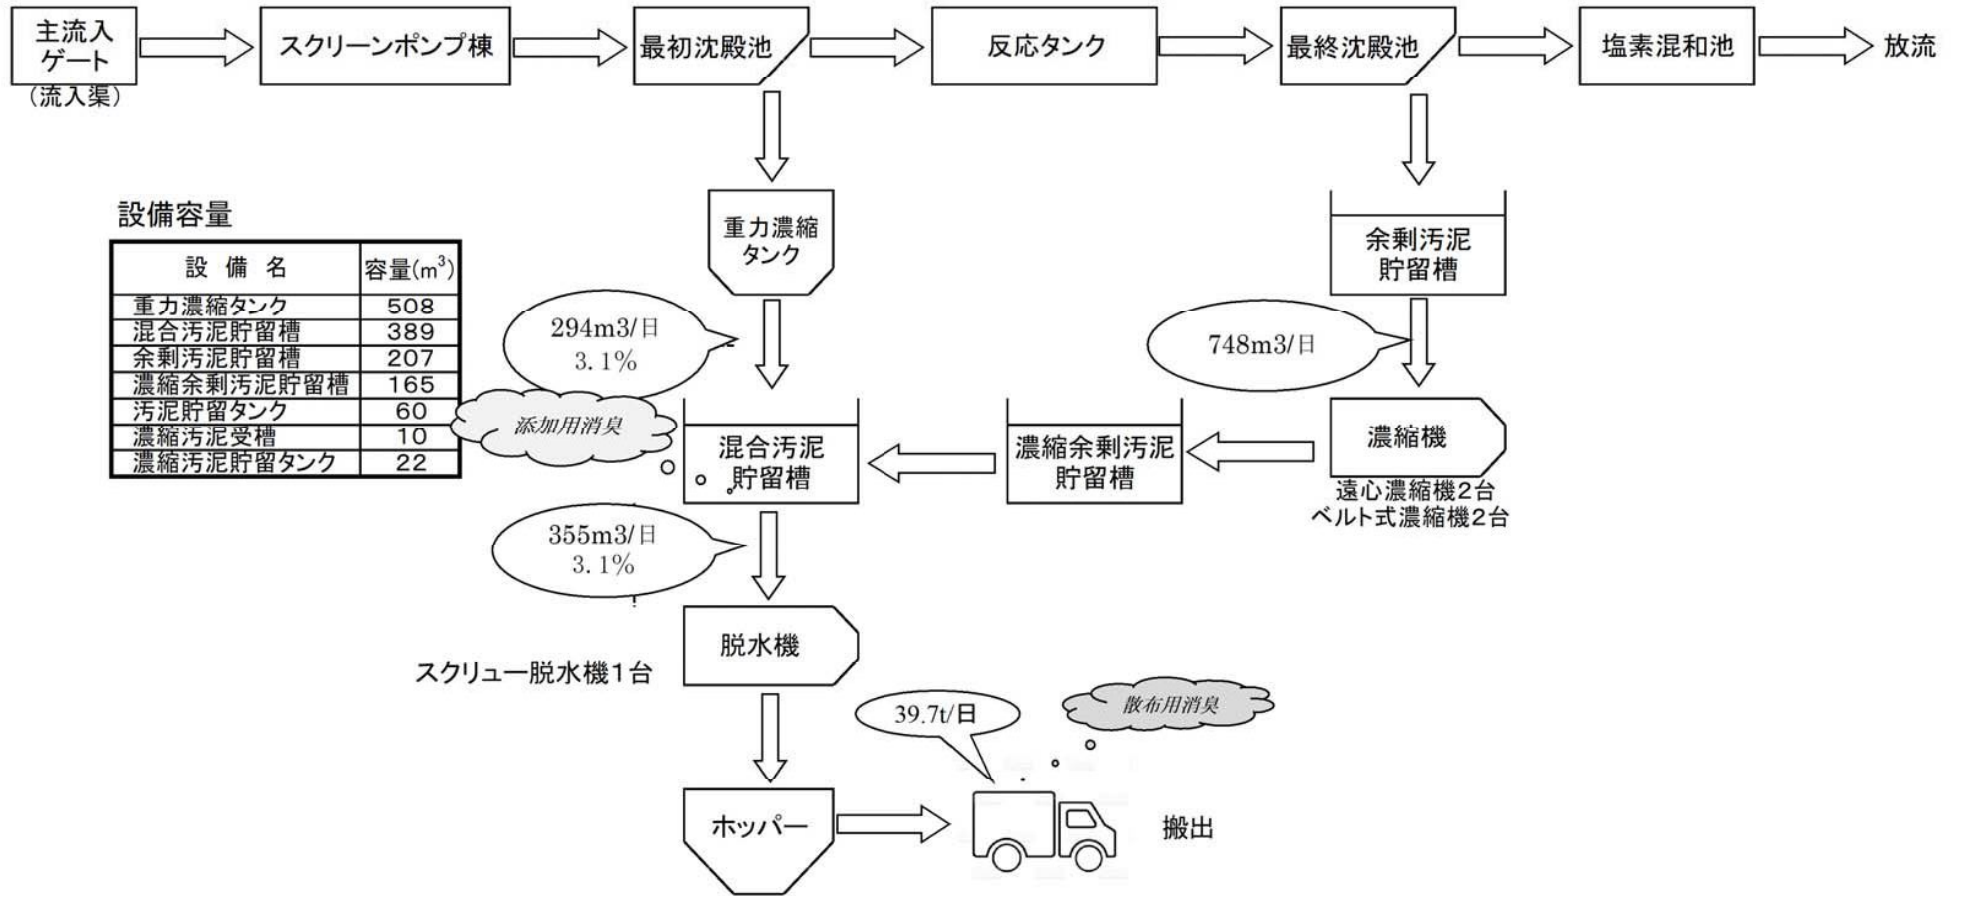 主流入
ゲート
(流入渠)
スクリーンポンプ棟
最初沈殿池
反応タンク
最終沈殿池
塩素混和池
放流
設備容量
設 備 名
容量(m³)
重力濃縮タンク 508
混合汚泥貯留槽 389
余剰汚泥貯留槽 207
濃縮余剰汚泥貯留槽 165
汚泥貯留タンク 60
濃縮汚泥受槽 10
濃縮汚泥貯留タンク 22
重力濃縮
タンク
余剰汚泥
貯留槽
294m3/日
3.1%
748m3/日
添加用消臭
混合汚泥
貯留槽
濃縮余剰汚泥
貯留槽
濃縮機
遠心濃縮機2台
ベルト式濃縮機2台
355m3/日
3.1%
脱水機
スクリュー脱水機1台
39.7t/日
散布用消臭
ホッパー
搬出